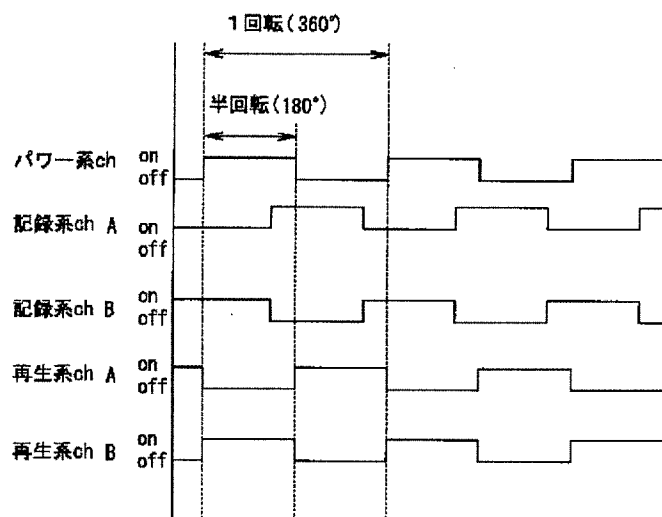 1回転(360°)
半回転(180°)
パワー系ch on
off
記録系ch A on
off
記録系ch B on
off
再生系ch A on
off
再生系ch B on
off